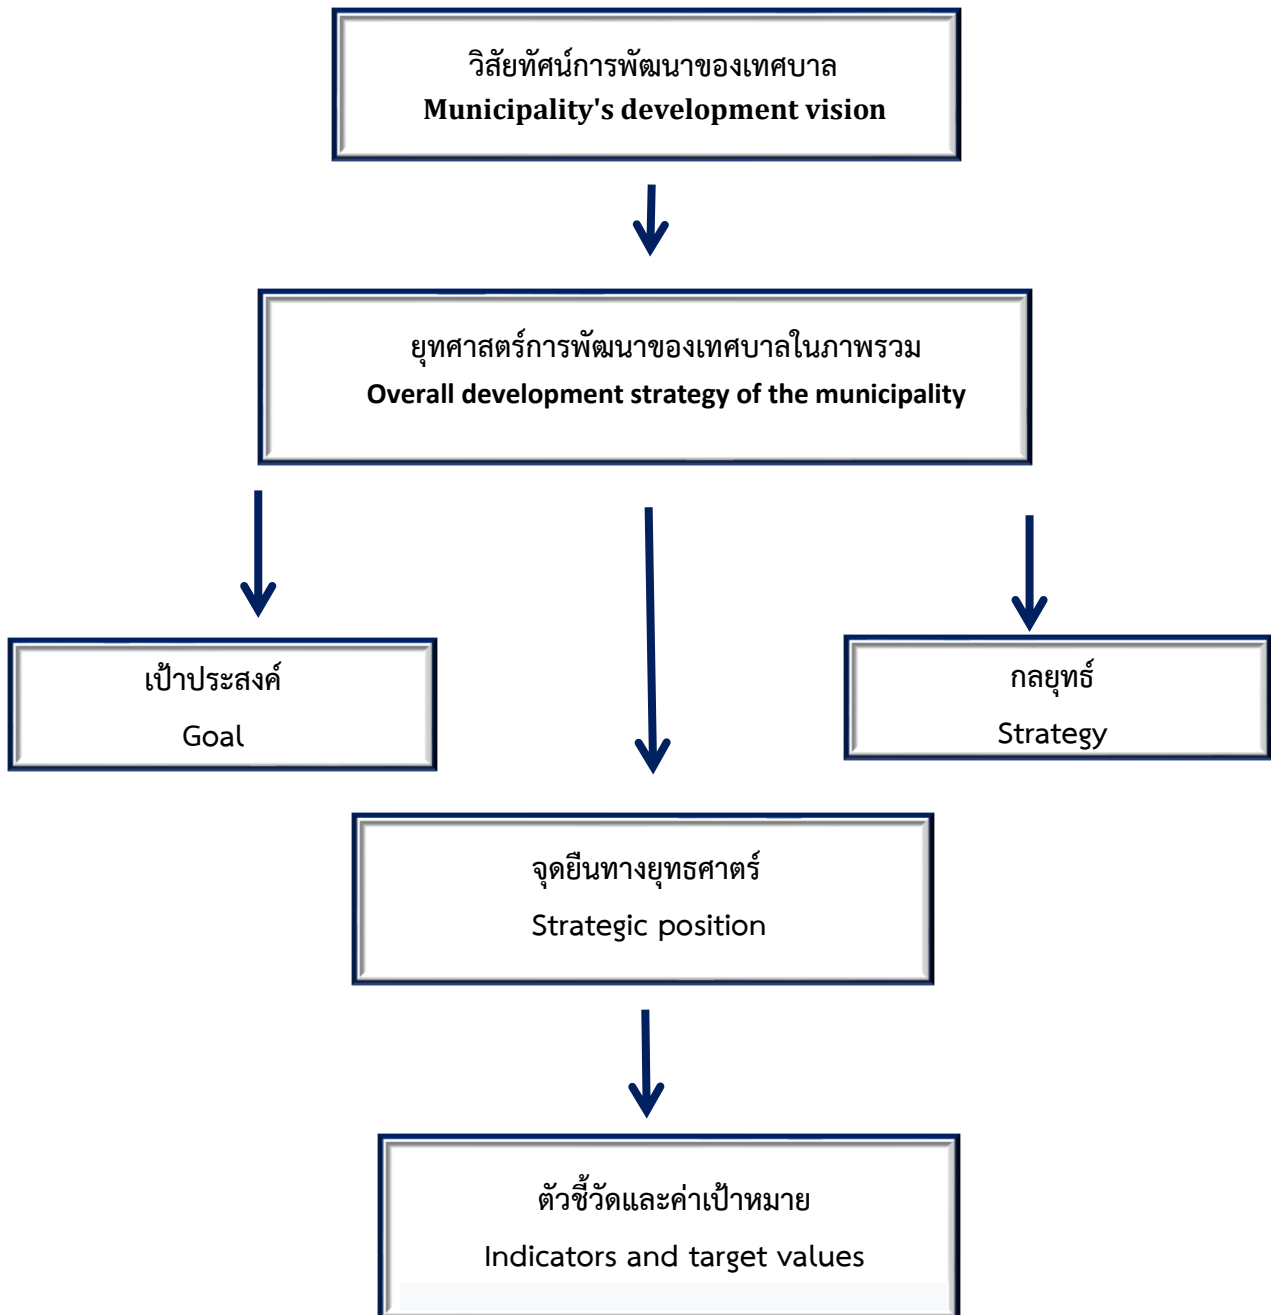 วิสัยทัศน์การพัฒนาของเทศบาล
Municipality's development vision
ยุทศาสตร์การพัฒนาของเทศบาลในภาพรวม
Overall development strategy of the municipality
เป้าประสงค์
Goal
กลยุทธ์
Strategy
จุดยืนทางยุทธศาตร์
Strategic position
ตัวชี้วัดและค่าเป้าหมาย
Indicators and target values